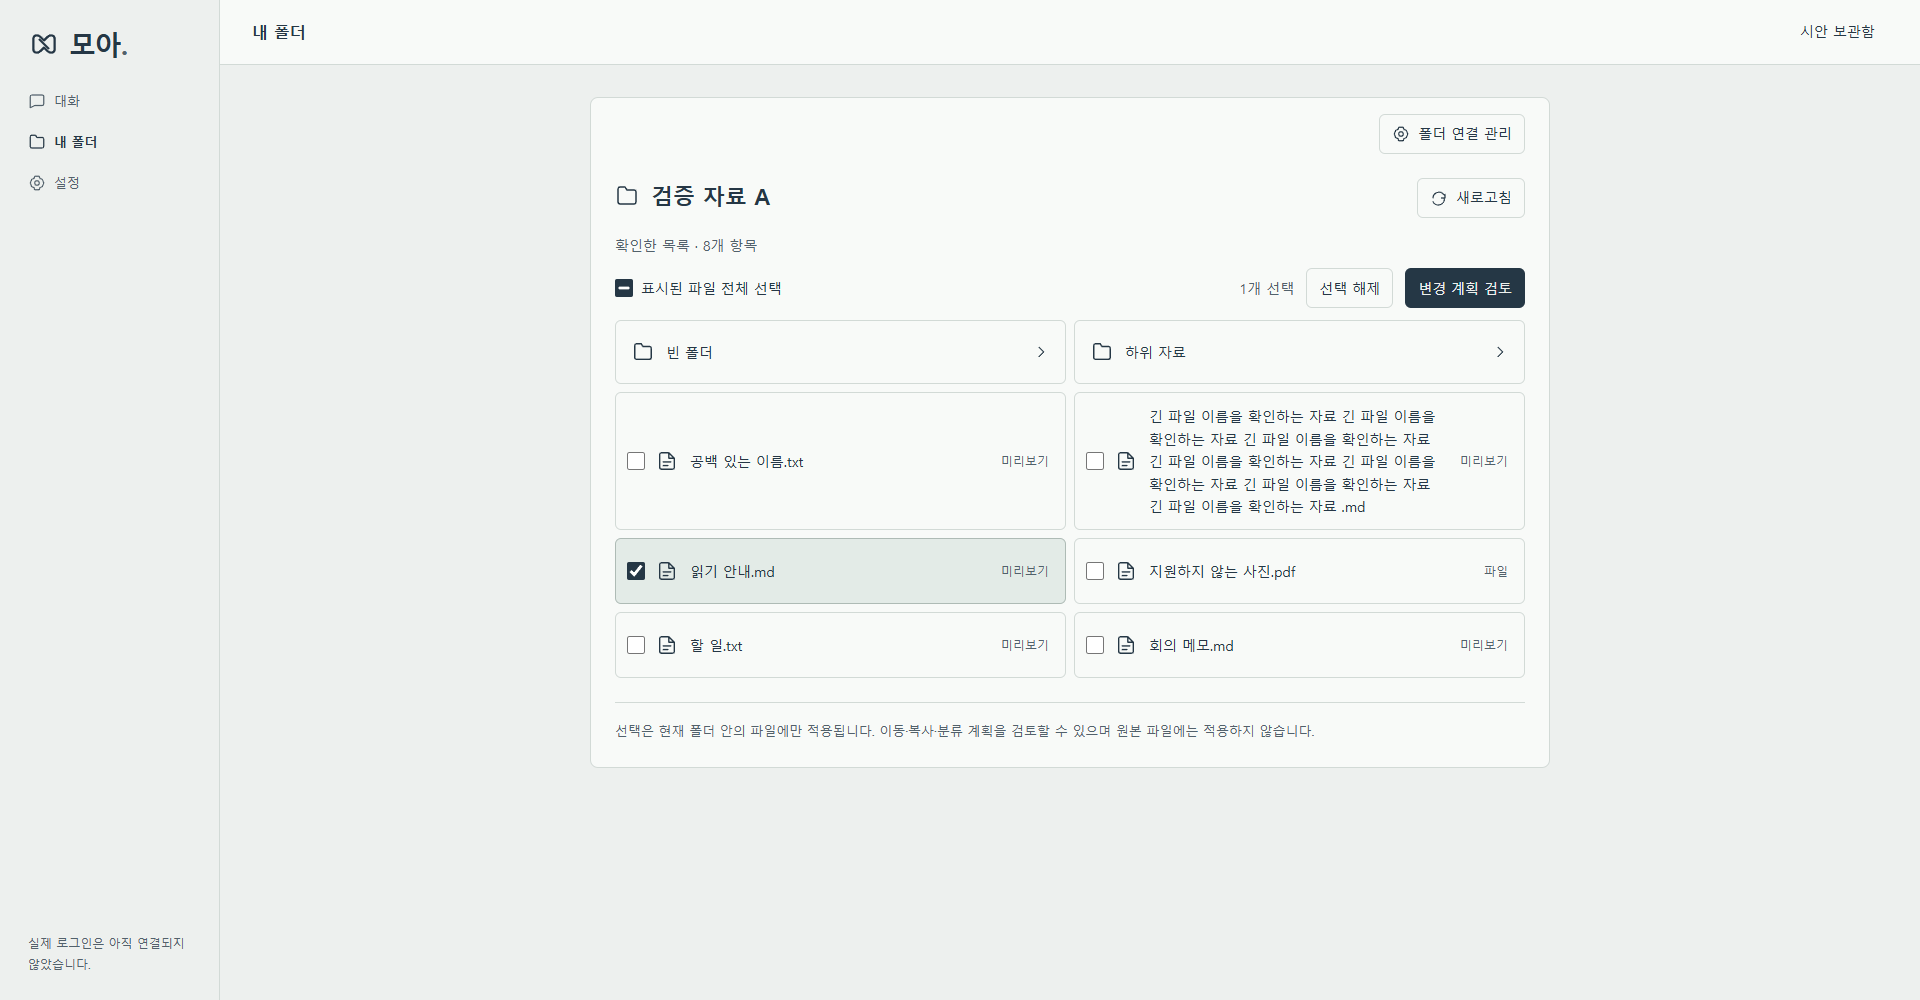 모아.
대화
내 폴더
설정
실제 로그인은 아직 연결되지
않았습니다.
내 폴더
시안 보관함
폴더 연결 관리
검증 자료 A
새로고침
확인한 목록 · 8개 항목
표시된 파일 전체 선택
1개 선택
선택 해제
변경 계획 검토
빈 폴더
하위 자료
공백 있는 이름.txt
미리보기
긴 파일 이름을 확인하는 자료 긴 파일 이름을
확인하는 자료 긴 파일 이름을 확인하는 자료
긴 파일 이름을 확인하는 자료 긴 파일 이름을
확인하는 자료 긴 파일 이름을 확인하는 자료
긴 파일 이름을 확인하는 자료 .md
미리보기
읽기 안내.md
미리보기
지원하지 않는 사진.pdf
파일
할 일.txt
미리보기
회의 메모.md
미리보기
선택은 현재 폴더 안의 파일에만 적용됩니다. 이동·복사·분류 계획을 검토할 수 있으며 원본 파일에는 적용하지 않습니다.